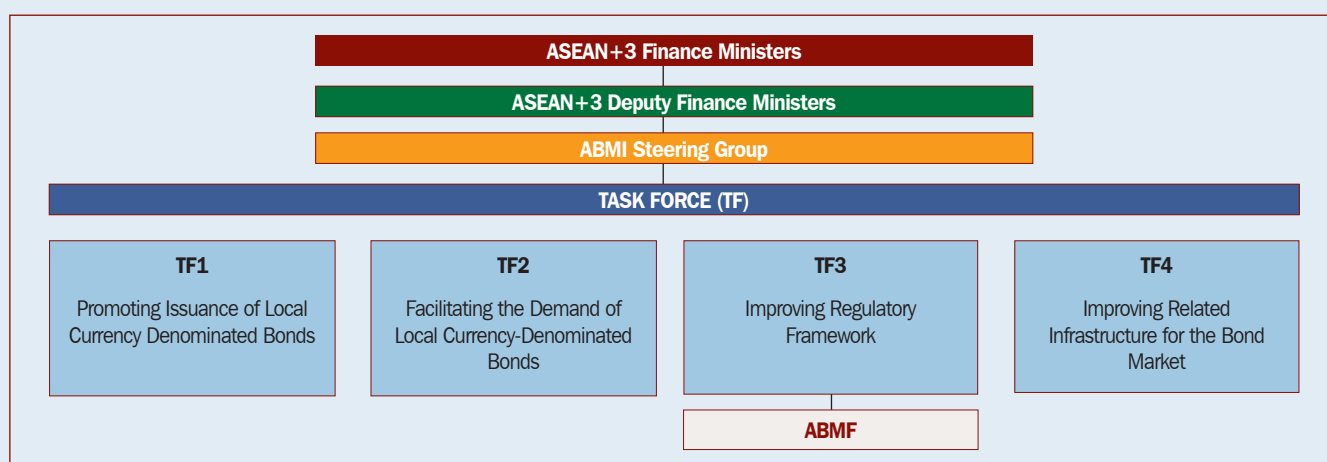 ASEAN+3 Finance Ministers
ASEAN+3 Deputy Finance Ministers
ABMI Steering Group
TASK FORCE (TF)
TF1
Promoting Issuance of Local
Currency Denominated Bonds
TF2
Facilitating the Demand of
Local Currency-Denominated
Bonds
TF3
Improving Regulatory
Framework
TF4
Improving Related
Infrastructure for the Bond
Market
ABMF